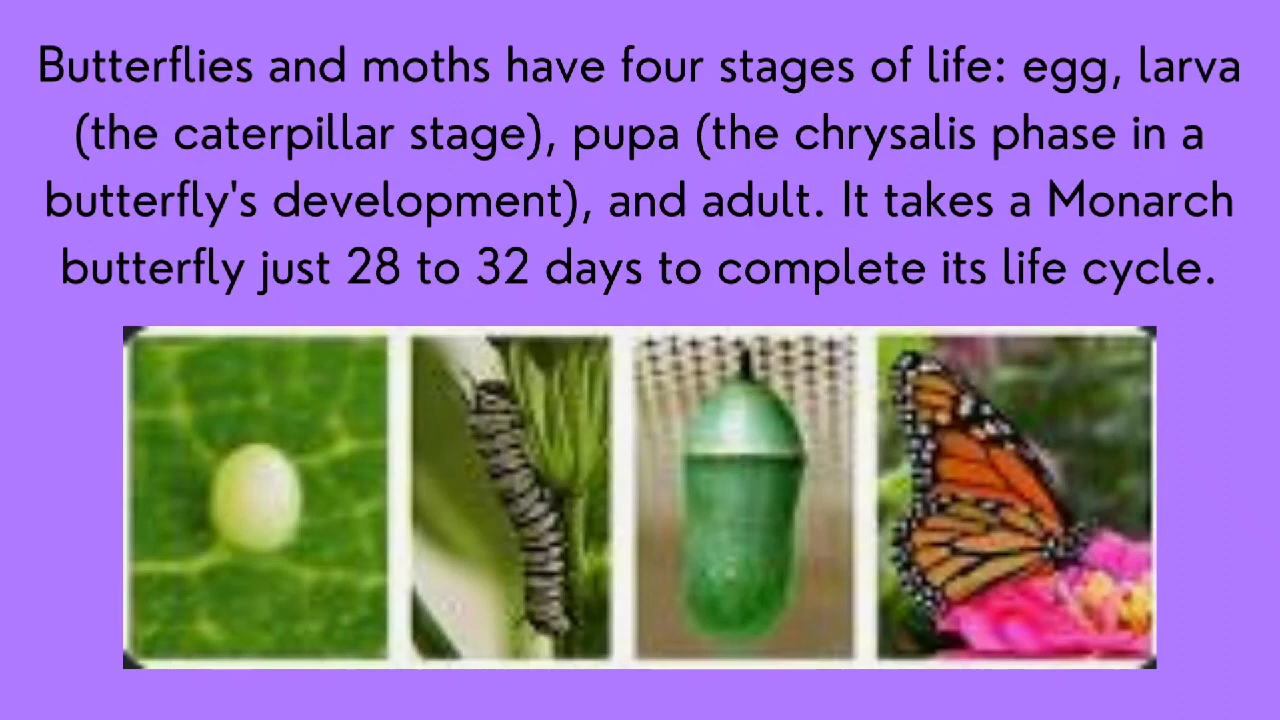 Butterflies and moths have four stages of life: egg, larva
(the caterpillar stage), pupa (the chrysalis phase in a
butterfly's development), and adult. It takes a Monarch
butterfly just 28 to 32 days to complete its life cycle.